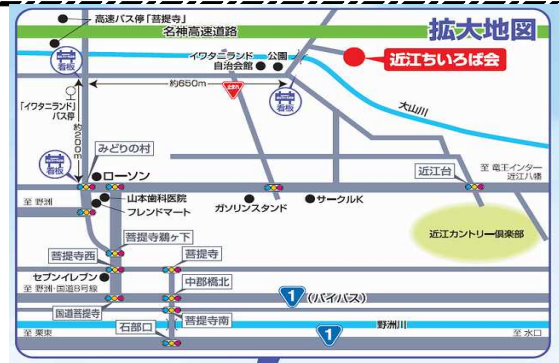 高速バス停「菩提寺」
名神高速道路
拡大地図
看板
イワタニランド
自治会館
公園
近江ちいろば会
約650m
止まれ
看板
大山川
「イワタニランド」
バス停
約200m
看板
みどりの村
ローソン
近江台
至 竜王インター
近江八幡
至 野洲
山本歯科医院
フレンドマート
ガソリンスタンド
サークルK
近江カントリー倶楽部
菩提寺鵜ヶ下
菩提寺西
菩提寺
セブンイレブン
中郡橋北
至 野洲・国道8号線
1
(バイパス)
国道菩提寺
菩提寺南
野洲川
至 栗東
石部口
1
至 水口